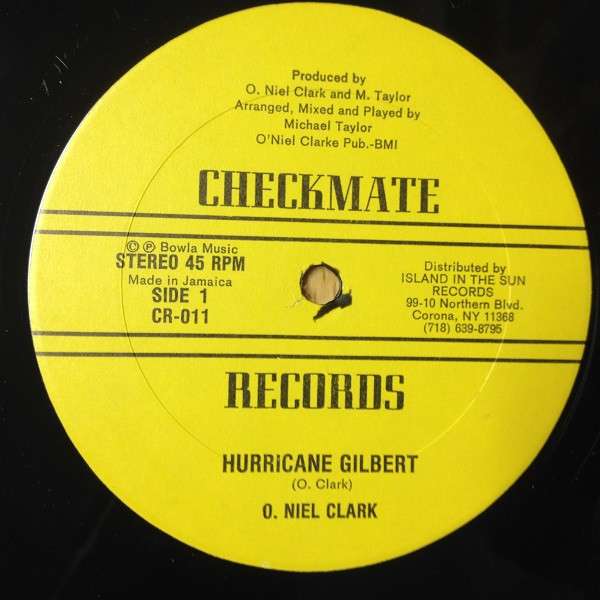 Produced by
O. Niel Clark and M. Taylor
Arranged, Mixed and Played by
Michael Taylor
O'Niel Clarke Pub.-BMI
CHECKMATE
© ℗ Bowla Music
STEREO 45 RPM
Made in Jamaica
SIDE 1
CR-011
Distributed by
ISLAND IN THE SUN
RECORDS
99-10 Northern Blvd.
Corona, NY 11368
(718) 639-8795
RECORDS
HURRiCANE GILBERT
(O. Clark)
O. NIEL CLARK